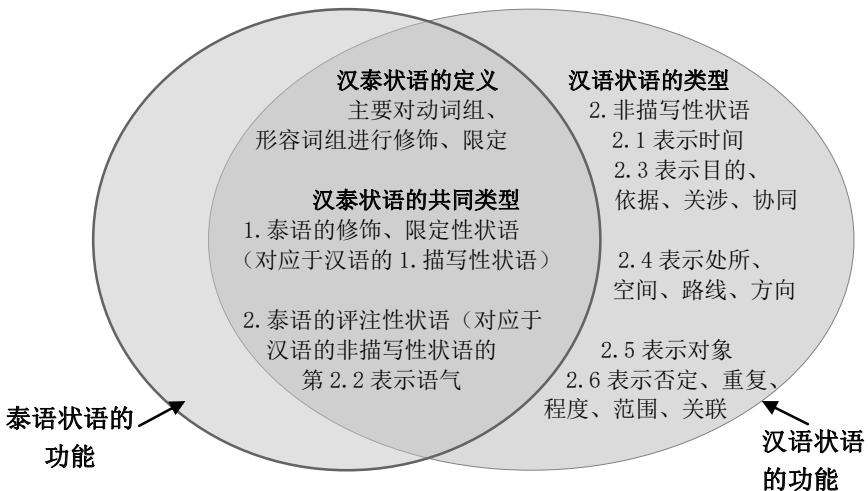 汉泰状语的定义
主要对动词组、
形容词组进行修饰、限定
汉泰状语的共同类型
1.泰语的修饰、限定性状语
（对应于汉语的 1.描写性状语）
2.泰语的评注性状语（对应于
汉语的非描写性状语的
第 2.2 表示语气
汉语状语的类型
2.非描写性状语
2.1 表示时间
2.3 表示目的、
依据、关涉、协同
2.4 表示处所、
空间、路线、方向
2.5 表示对象
2.6 表示否定、重复、
程度、范围、关联
泰语状语的
功能
汉语状语
的功能